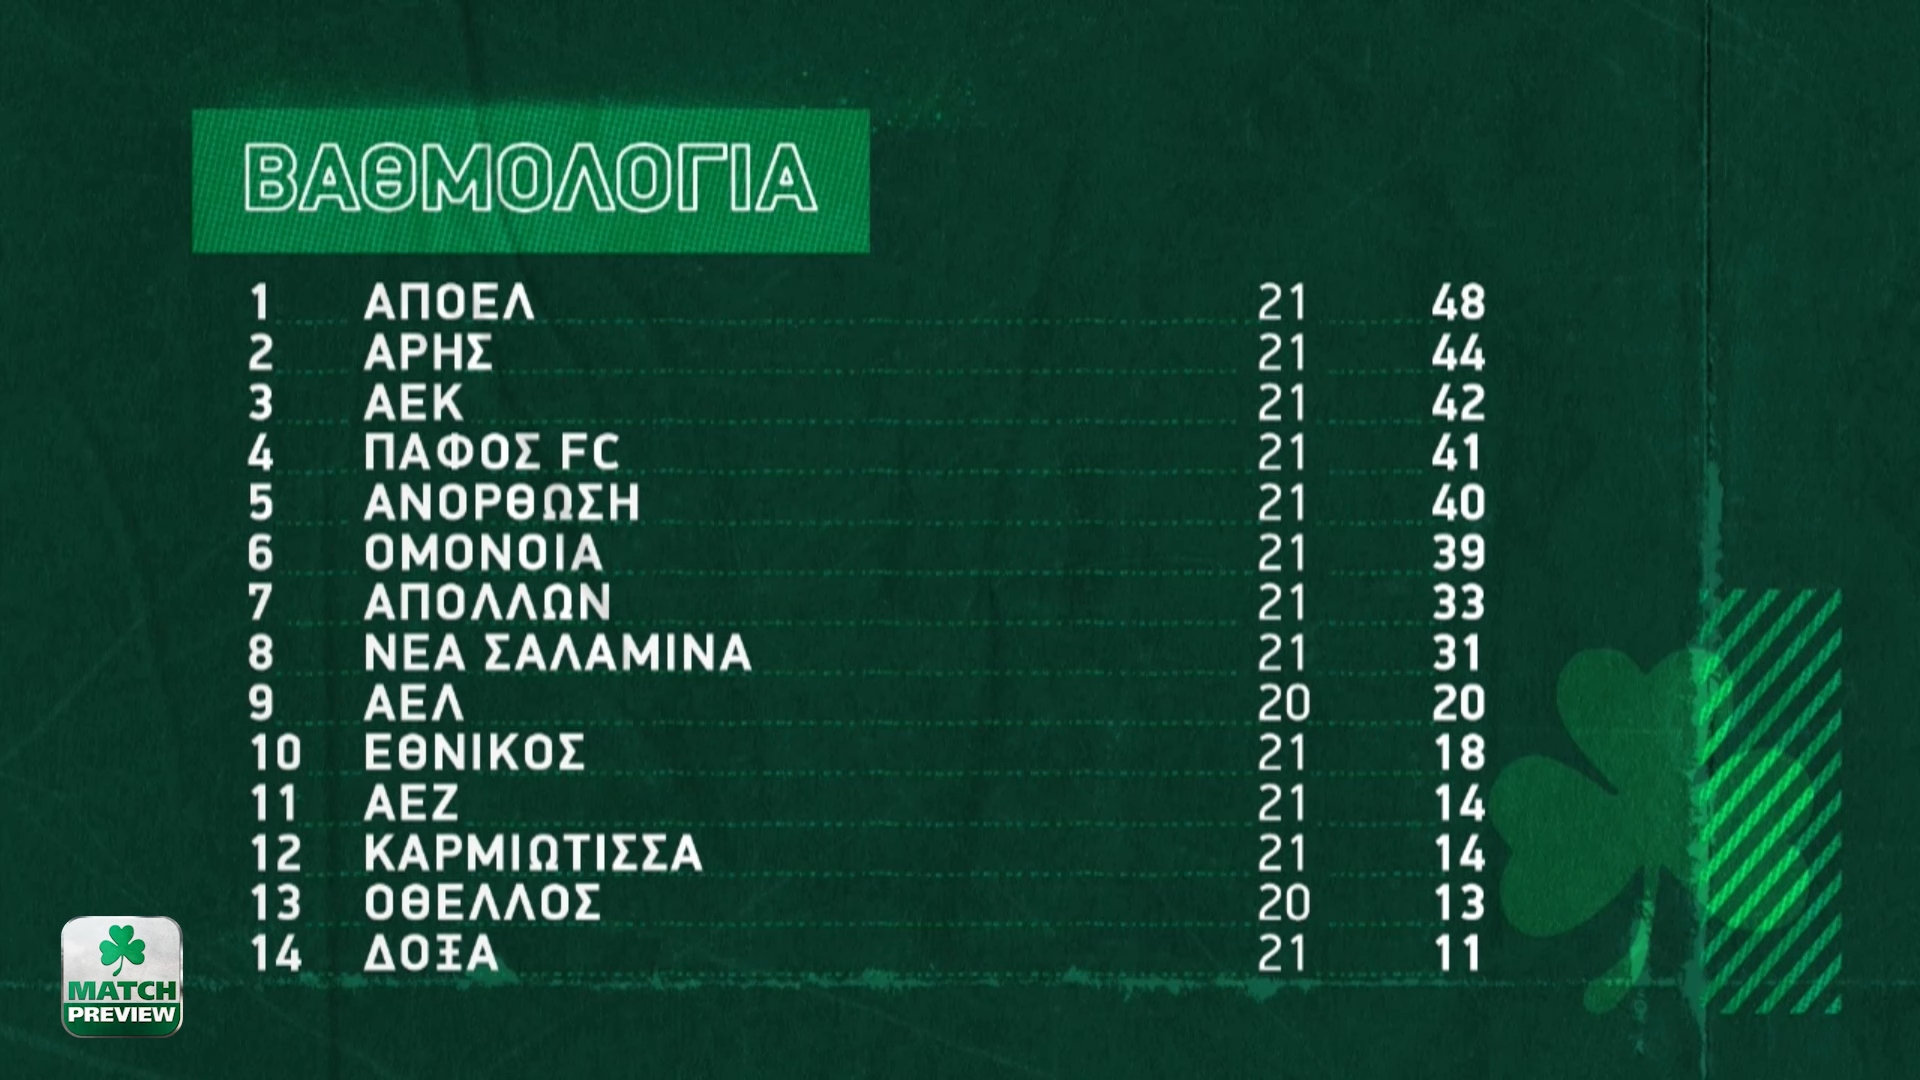 ΒΑΘΜΟΛΟΓΙΑ
1 ΑΠΟΕΛ 21 48
2 ΑΡΗΣ 21 44
3 ΑΕΚ 21 42
4 ΠΑΦΟΣ FC 21 41
5 ΑΝΟΡΘΩΣΗ 21 40
6 ΟΜΟΝΟΙΑ 21 39
7 ΑΠΟΛΛΩΝ 21 33
8 ΝΕΑ ΣΑΛΑΜΙΝΑ 21 31
9 ΑΕΛ 20 20
10 ΕΘΝΙΚΟΣ 21 18
11 ΑΕΖ 21 14
12 ΚΑΡΜΙΩΤΙΣΣΑ 21 14
13 ΟΘΕΛΛΟΣ 20 13
14 ΔΟΞΑ 21 11
MATCH
PREVIEW